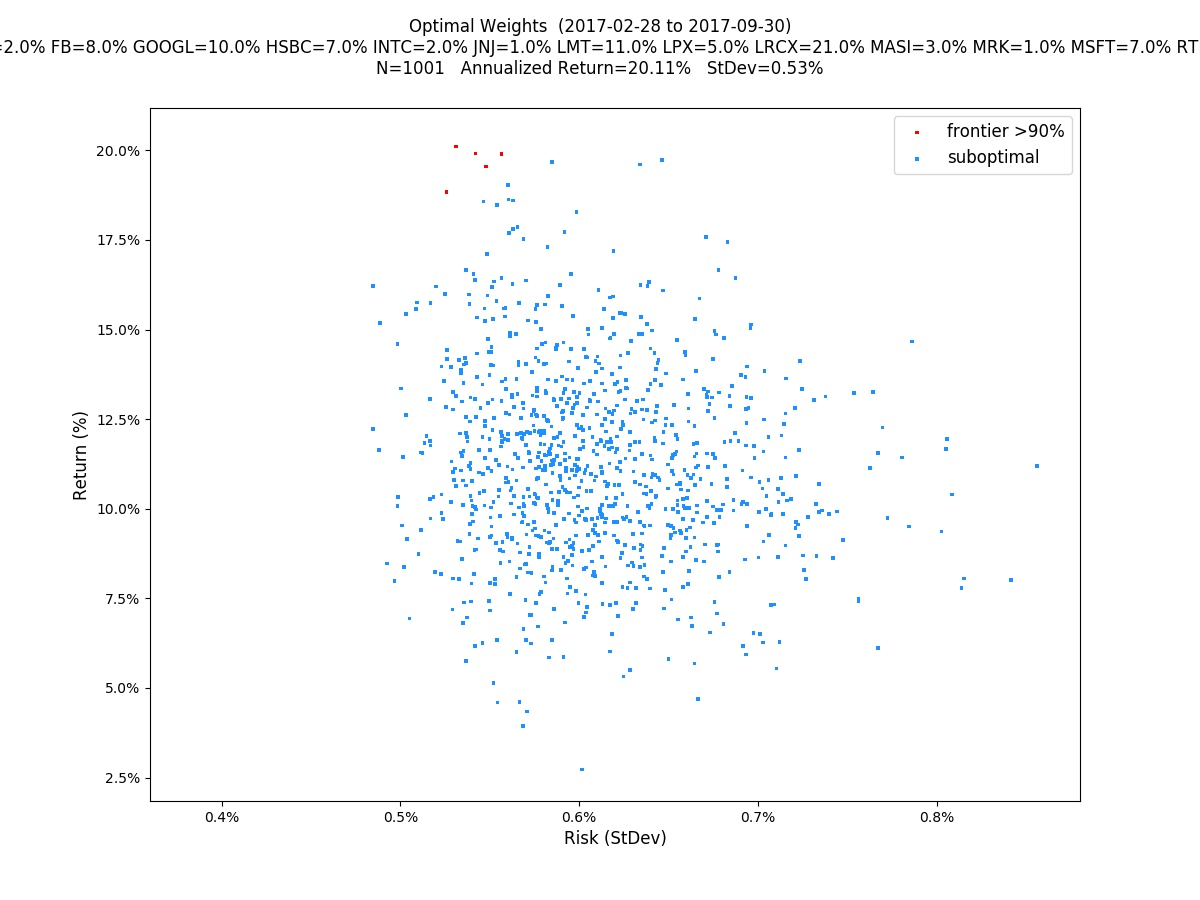 Optimal Weights  (2017-02-28 to 2017-09-30)
=2.0% FB=8.0% GOOGL=10.0% HSBC=7.0% INTC=2.0% JNJ=1.0% LMT=11.0% LPX=5.0% LRCX=21.0% MASI=3.0% MRK=1.0% MSFT=7.0% RT
N=1001   Annualized Return=20.11%   StDev=0.53%
frontier >90%
suboptimal
20.0%
17.5%
15.0%
12.5%
10.0%
7.5%
5.0%
2.5%
Return (%)
0.4% 0.5% 0.6% 0.7% 0.8%
Risk (StDev)